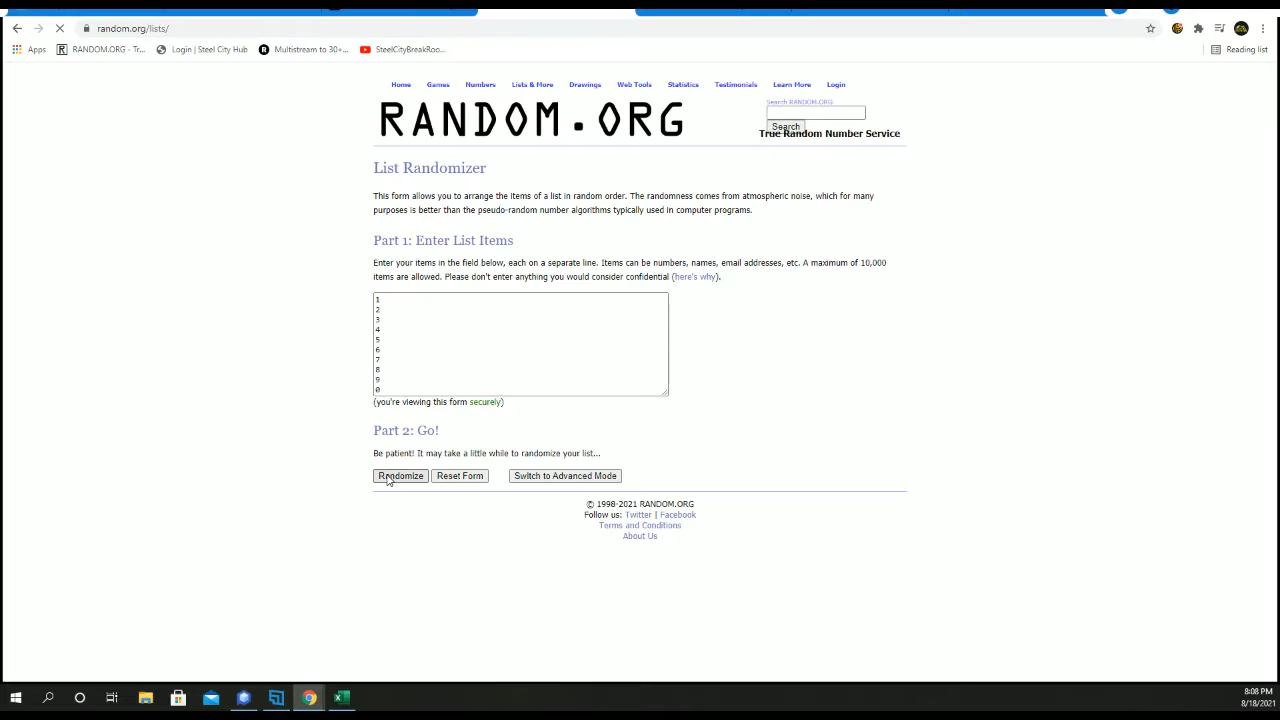 random.org/lists/
Apps
RANDOM.ORG - Tr...
Login | Steel City Hub
Multistream to 30+...
SteelCityBreakRoo...
Reading list
Home Games Numbers Lists & More Drawings Web Tools Statistics Testimonials Learn More Login
RANDOM.ORG
Search RANDOM.ORG
Search
True Random Number Service
List Randomizer
This form allows you to arrange the items of a list in random order. The randomness comes from atmospheric noise, which for many
purposes is better than the pseudo-random number algorithms typically used in computer programs.
Part 1: Enter List Items
Enter your items in the field below, each on a separate line. Items can be numbers, names, email addresses, etc. A maximum of 10,000
items are allowed. Please don't enter anything you would consider confidential (here's why).
1
2
3
4
5
6
7
8
9
0
(you're viewing this form securely)
Part 2: Go!
Be patient! It may take a little while to randomize your list...
Randomize Reset Form Switch to Advanced Mode
© 1998-2021 RANDOM.ORG
Follow us: Twitter | Facebook
Terms and Conditions
About Us
8:08 PM
8/18/2021